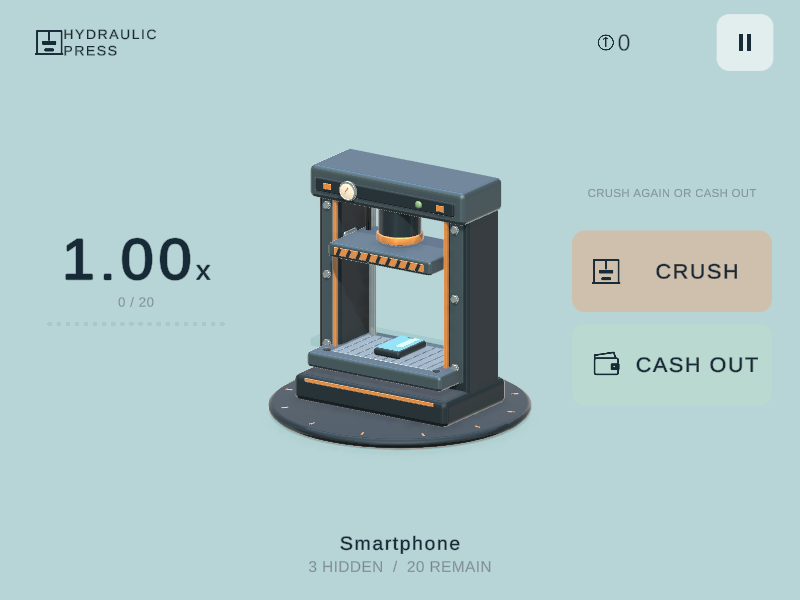 HYDRAULIC
PRESS
0
CRUSH AGAIN OR CASH OUT
1.00x
0 / 20
CRUSH
CASH OUT
Smartphone
3 HIDDEN / 20 REMAIN